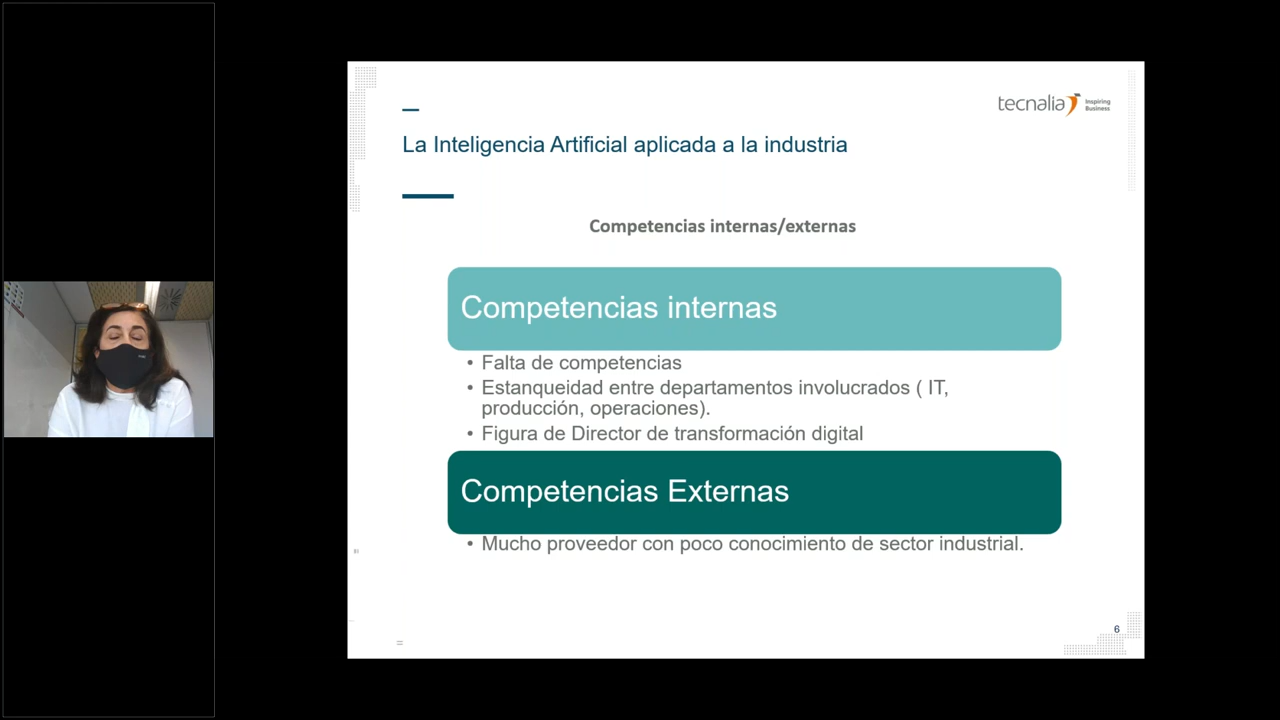 tecnalia
Inspiring
Business
La Inteligencia Artificial aplicada a la industria
Competencias internas/externas
Competencias internas
• Falta de competencias
• Estanqueidad entre departamentos involucrados ( IT,
producción, operaciones).
• Figura de Director de transformación digital
Competencias Externas
• Mucho proveedor con poco conocimiento de sector industrial.
6